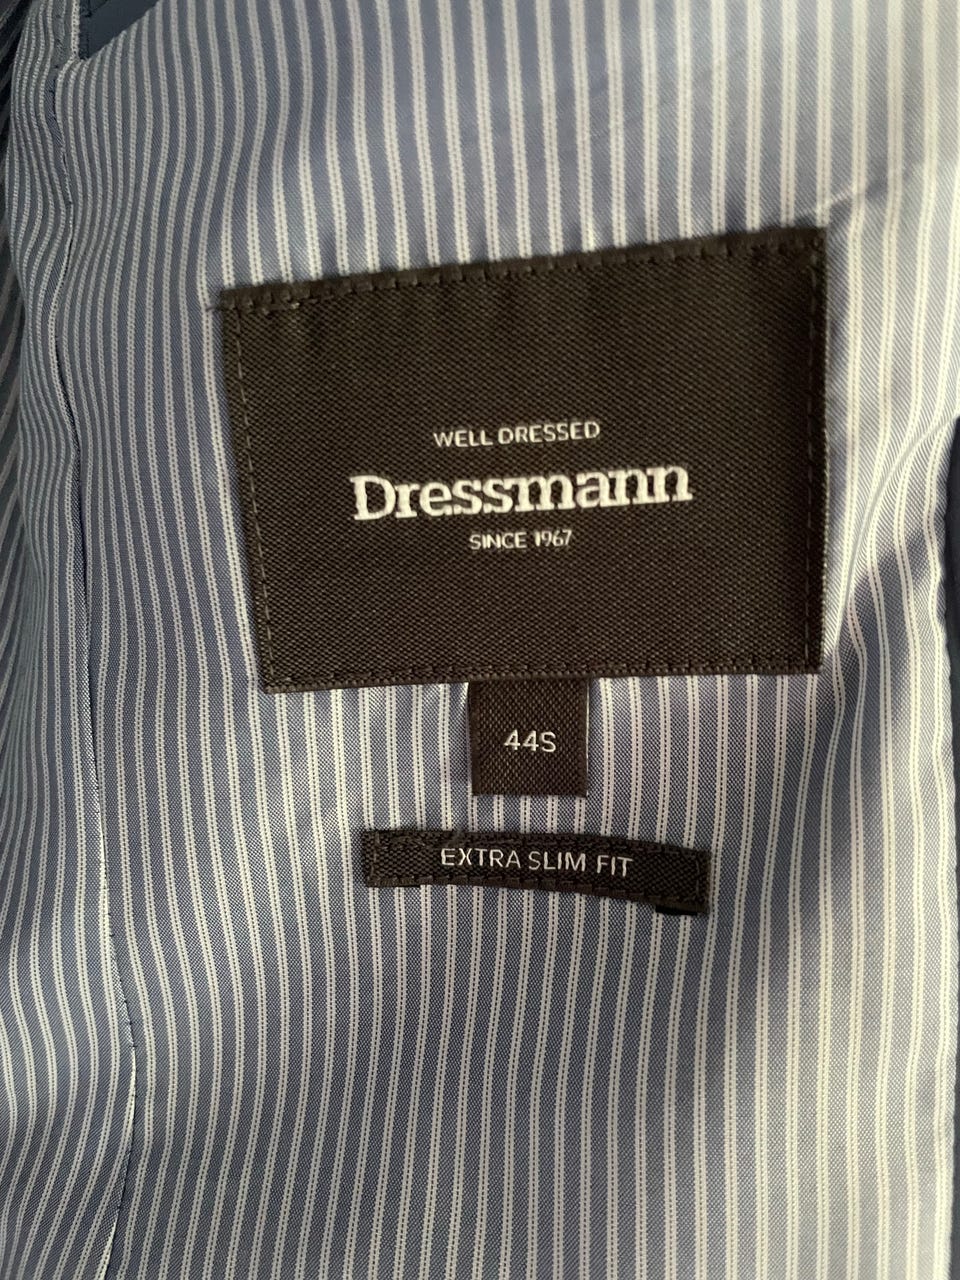 WELL DRESSED
Dressmann
SINCE 1967
44S
EXTRA SLIM FIT